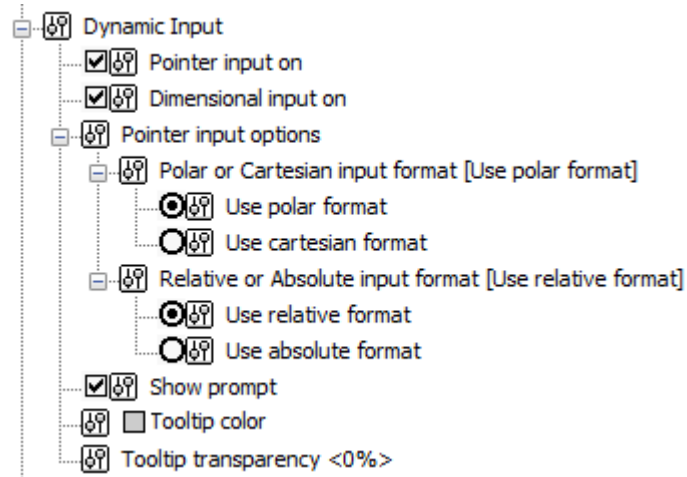 Dynamic Input
Pointer input on
Dimensional input on
Pointer input options
Polar or Cartesian input format [Use polar format]
Use polar format
Use cartesian format
Relative or Absolute input format [Use relative format]
Use relative format
Use absolute format
Show prompt
Tooltip color
Tooltip transparency <0%>